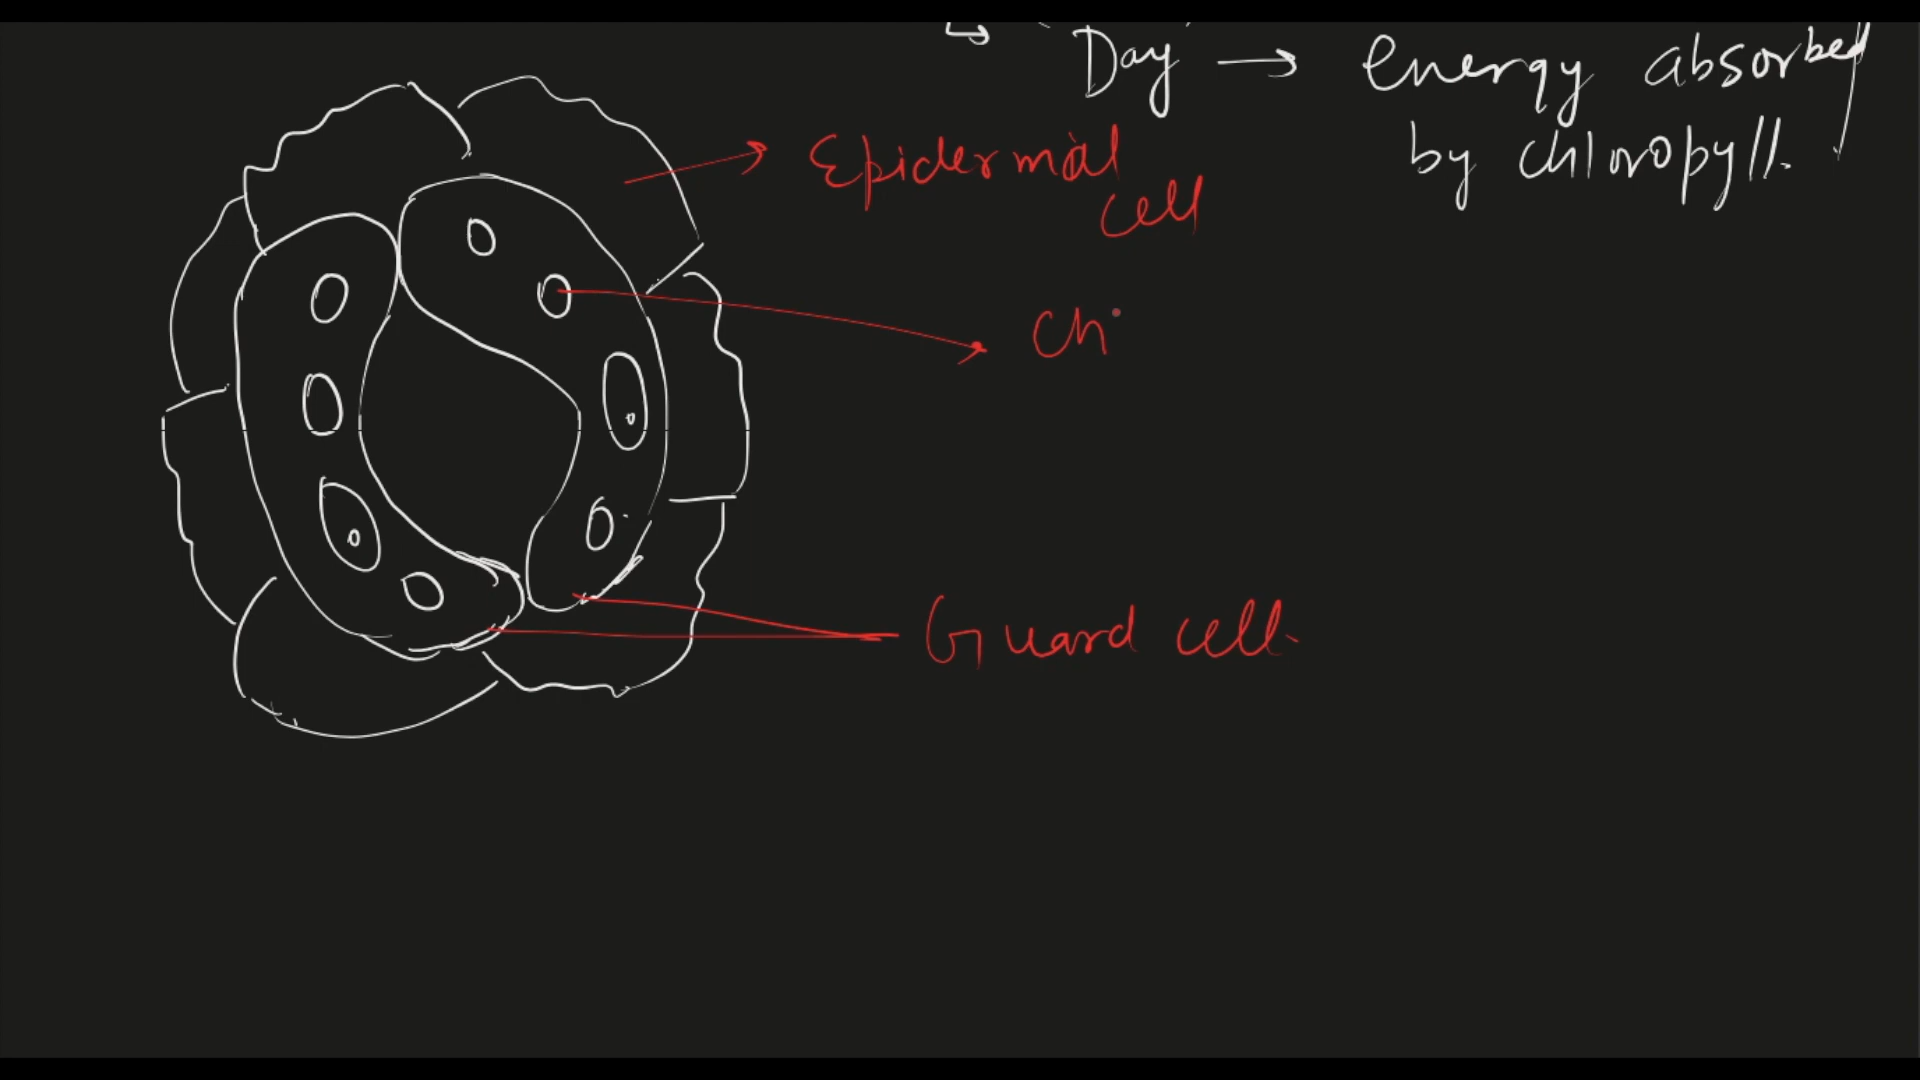 Day → energy absorbed
by chloropyll.
Epidermal
cell
Ch
Guard cell.